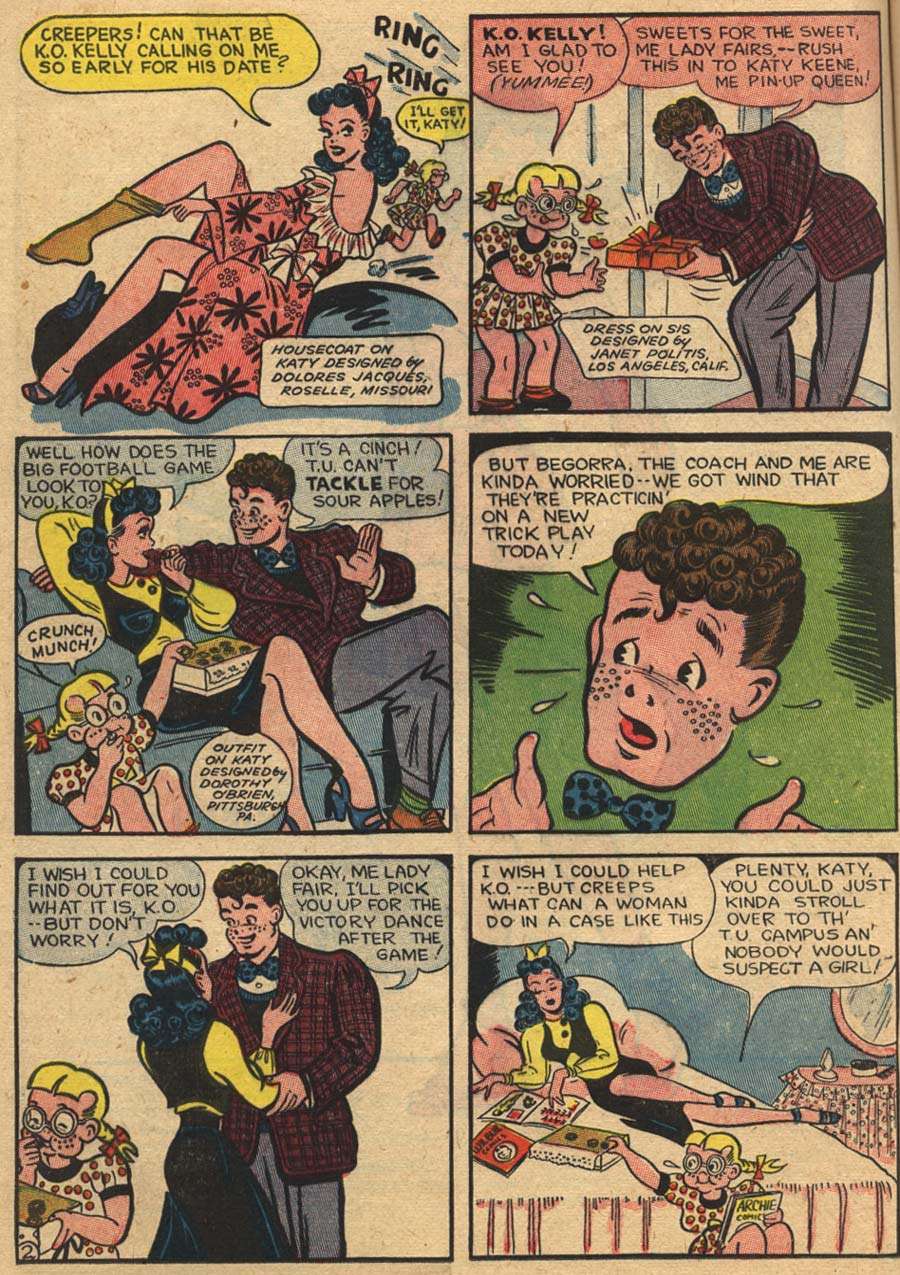 CREEPERS! CAN THAT BE
K.O. KELLY CALLING ON ME,
SO EARLY FOR HIS DATE?
RING
RING
I'LL GET
IT, KATY!
HOUSECOAT ON
KATY DESIGNED by
DOLORES JACQUES,
ROSELLE, MISSOURI
K.O. KELLY!
AM I GLAD TO
SEE YOU!
(YUMMEE!)
SWEETS FOR THE SWEET,
ME LADY FAIRS,--RUSH
THIS IN TO KATY KEENE,
ME PIN-UP QUEEN!
DRESS ON SIS
DESIGNED by
JANET POLITIS,
LOS ANGELES, CALIF.
WELL HOW DOES THE
BIG FOOTBALL GAME
LOOK TO
YOU, K.O?
IT'S A CINCH!
T.U. CAN'T
TACKLE FOR
SOUR APPLES!
CRUNCH
MUNCH!
OUTFIT
ON KATY
DESIGNED by
DOROTHY
O'BRIEN,
PITTSBURGH
PA.
BUT BEGORRA, THE COACH AND ME ARE
KINDA WORRIED--WE GOT WIND THAT
THEY'RE PRACTICIN'
ON A NEW
TRICK PLAY
TODAY!
I WISH I COULD
FIND OUT FOR YOU
WHAT IT IS, K.O
--BUT DON'T
WORRY!
OKAY, ME LADY
FAIR, I'LL PICK
YOU UP FOR THE
VICTORY DANCE
AFTER THE
GAME!
2
I WISH I COULD HELP
K.O.---BUT CREEPS
WHAT CAN A WOMAN
DO IN A CASE LIKE THIS
PLENTY, KATY,
YOU COULD JUST
KINDA STROLL
OVER TO TH'
T.U CAMPUS AN'
NOBODY WOULD
SUSPECT A GIRL!
WILBUR
COMICS
ARCHIE
COMICS